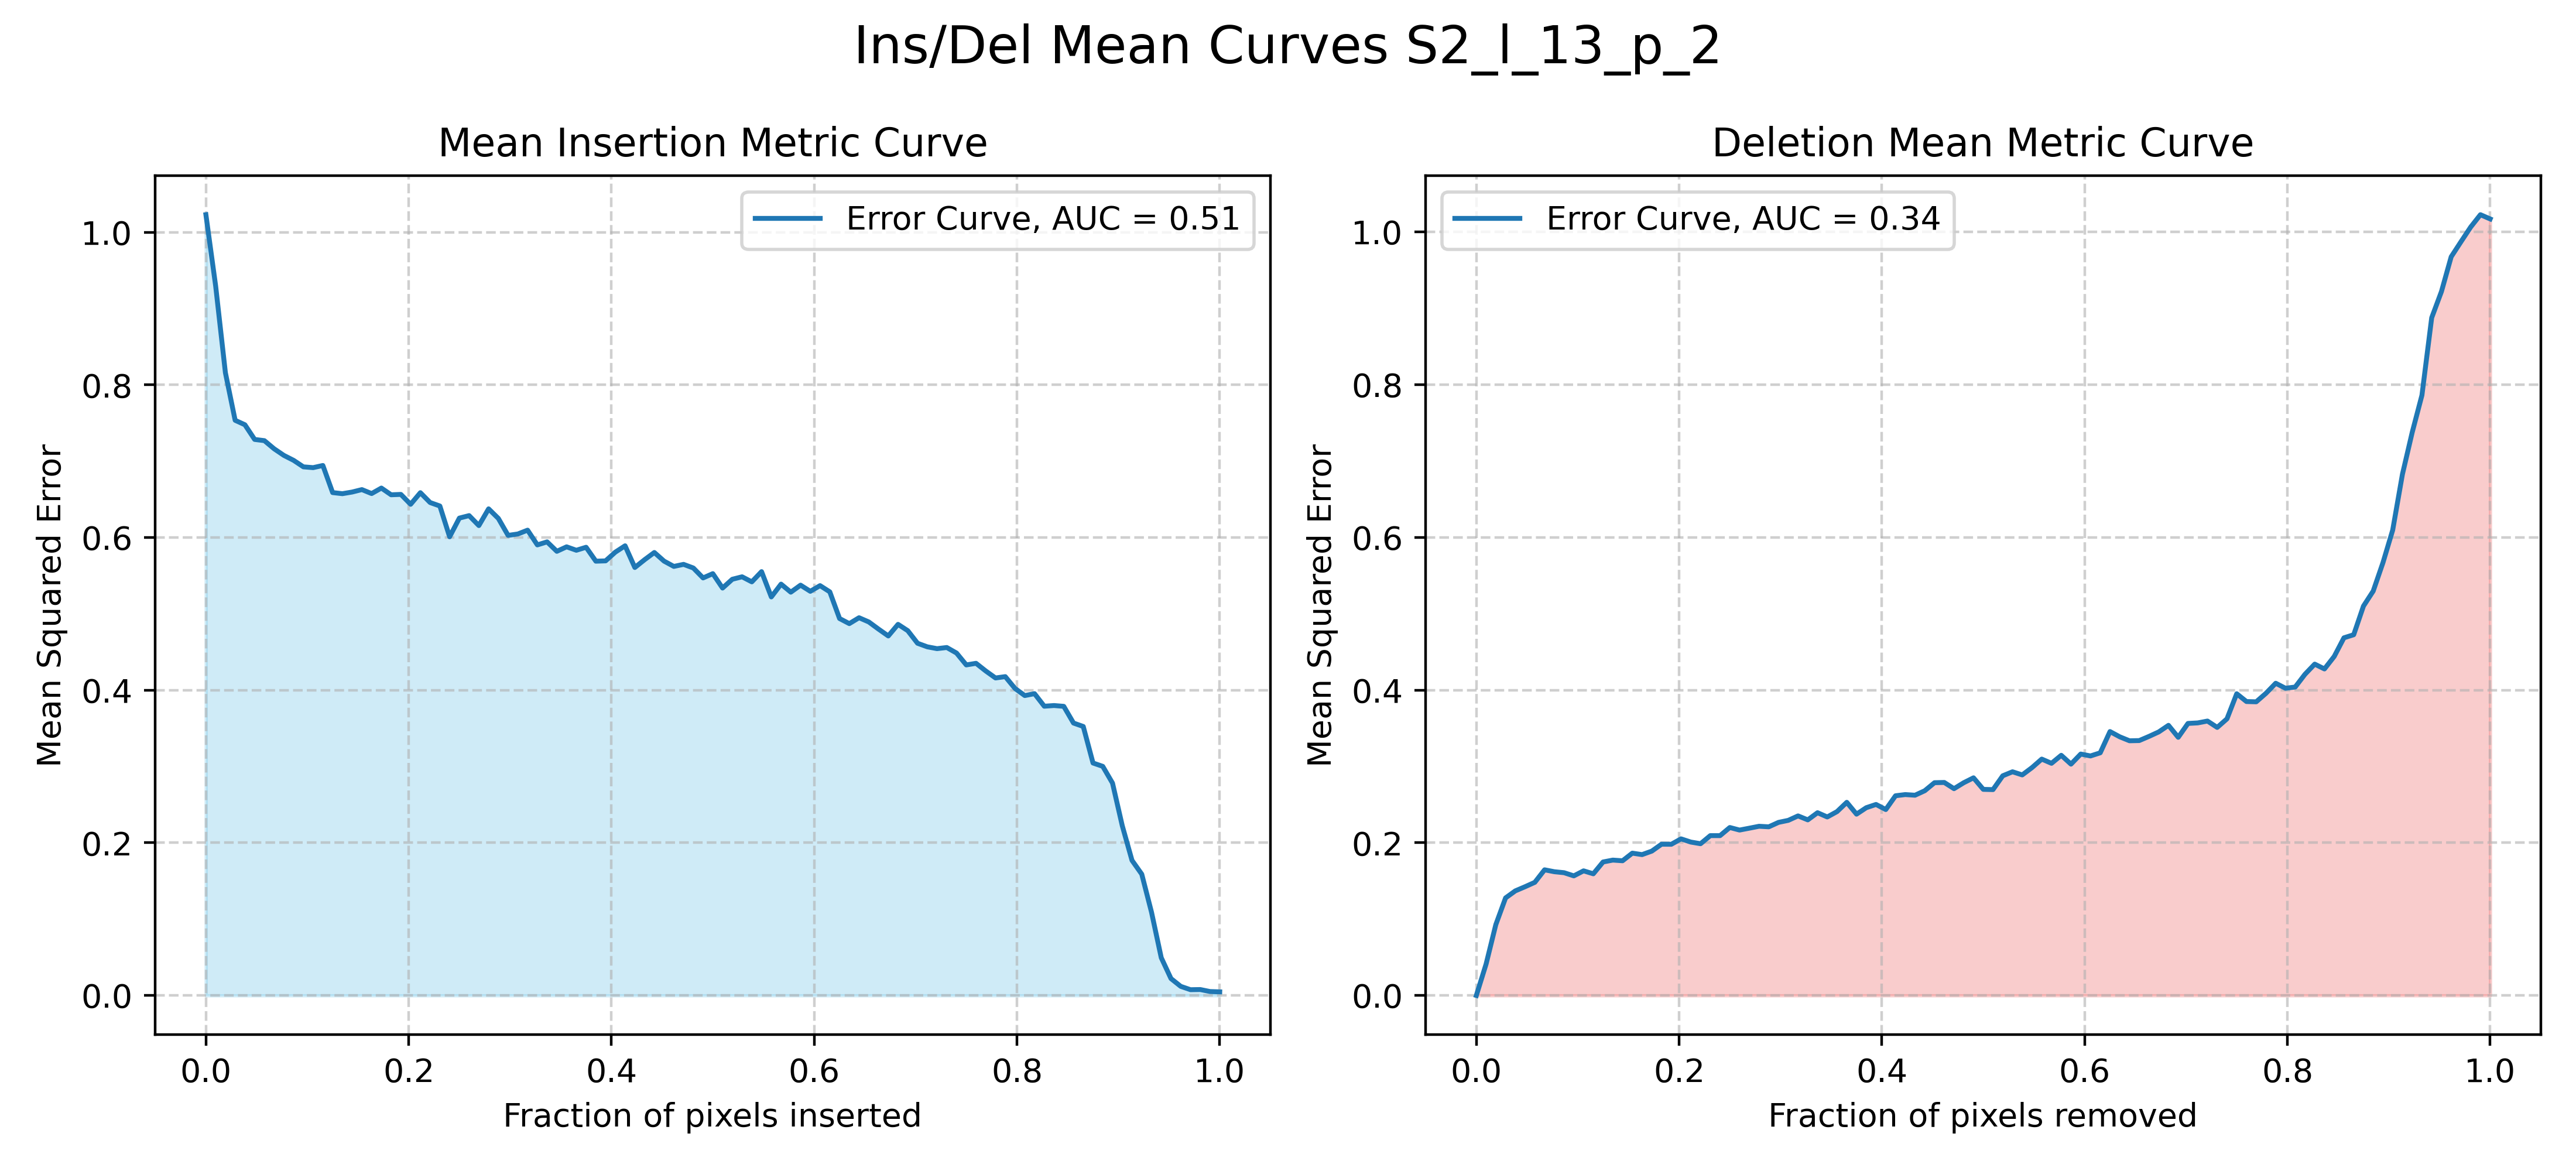 Ins/Del Mean Curves S2_l_13_p_2
Mean Insertion Metric Curve
Error Curve, AUC = 0.51
Mean Squared Error
1.0
0.8
0.6
0.4
0.2
0.0
0.0 0.2 0.4 0.6 0.8 1.0
Fraction of pixels inserted
Deletion Mean Metric Curve
Error Curve, AUC = 0.34
Mean Squared Error
1.0
0.8
0.6
0.4
0.2
0.0
0.0 0.2 0.4 0.6 0.8 1.0
Fraction of pixels removed